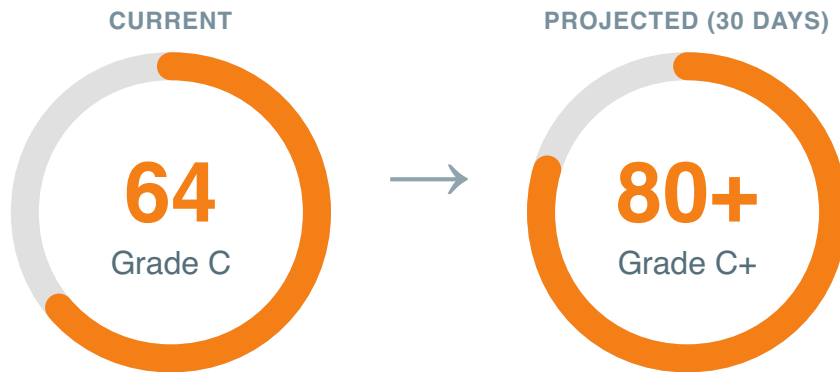 CURRENT
PROJECTED (30 DAYS)
64
Grade C
→
80+
Grade C+